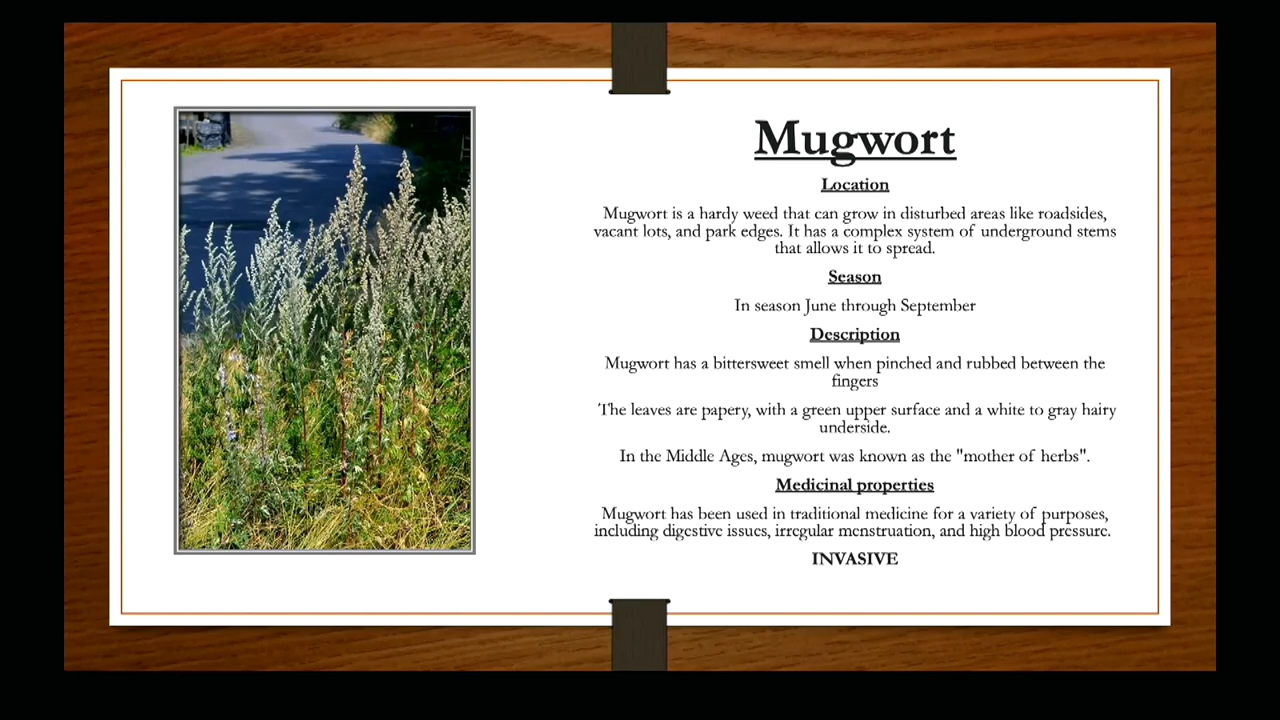 Mugwort
Location
Mugwort is a hardy weed that can grow in disturbed areas like roadsides,
vacant lots, and park edges. It has a complex system of underground stems
that allows it to spread.
Season
In season June through September
Description
Mugwort has a bittersweet smell when pinched and rubbed between the
fingers
The leaves are papery, with a green upper surface and a white to gray hairy
underside.
In the Middle Ages, mugwort was known as the "mother of herbs".
Medicinal properties
Mugwort has been used in traditional medicine for a variety of purposes,
including digestive issues, irregular menstruation, and high blood pressure.
INVASIVE